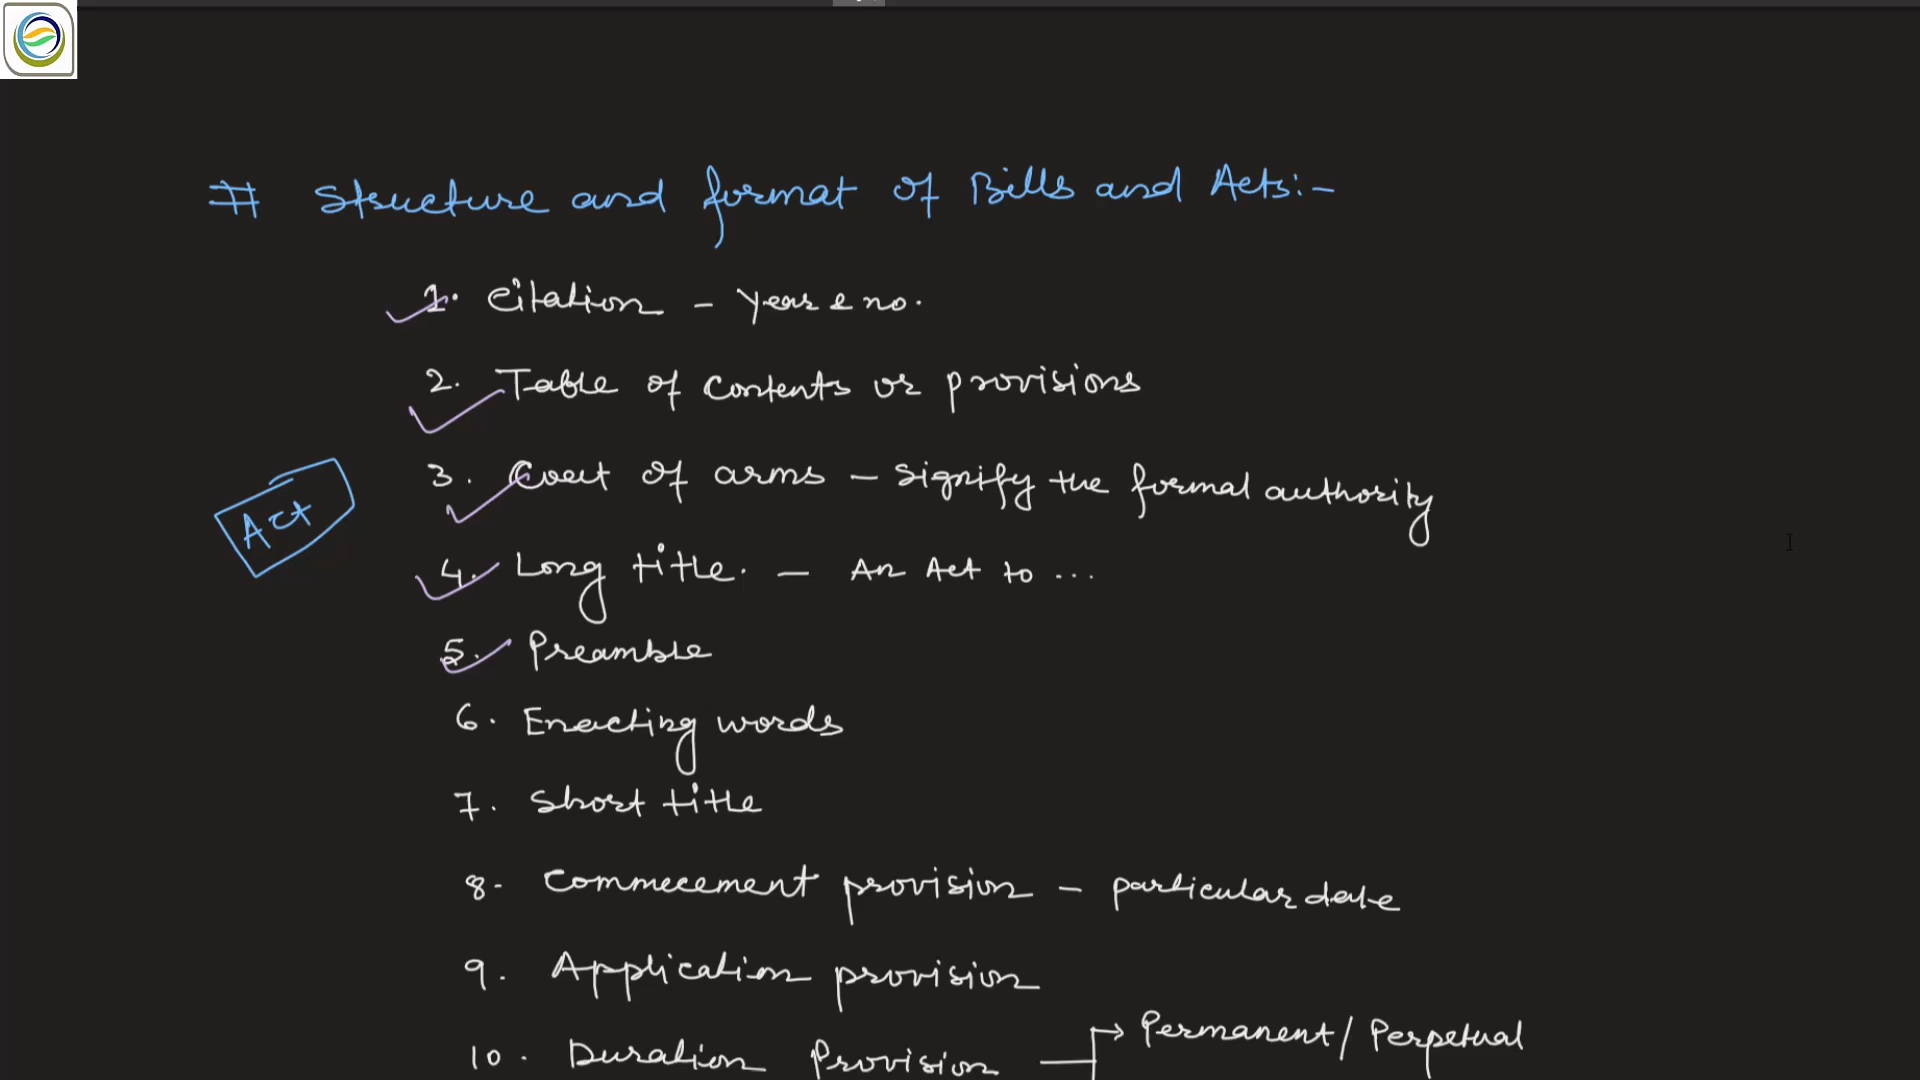 # Structure and format of Bills and Acts:-
1. Citation - Year & no.
2. Table of contents or provisions
3. Coat of arms - Signify the formal authority
Act
4. Long title. - An Act to ...
5. Preamble
6. Enacting words
7. Short title
8. Commecement provision - particular date
9. Application provision
→ Permanent/ Perpetual
10. Duration Provision